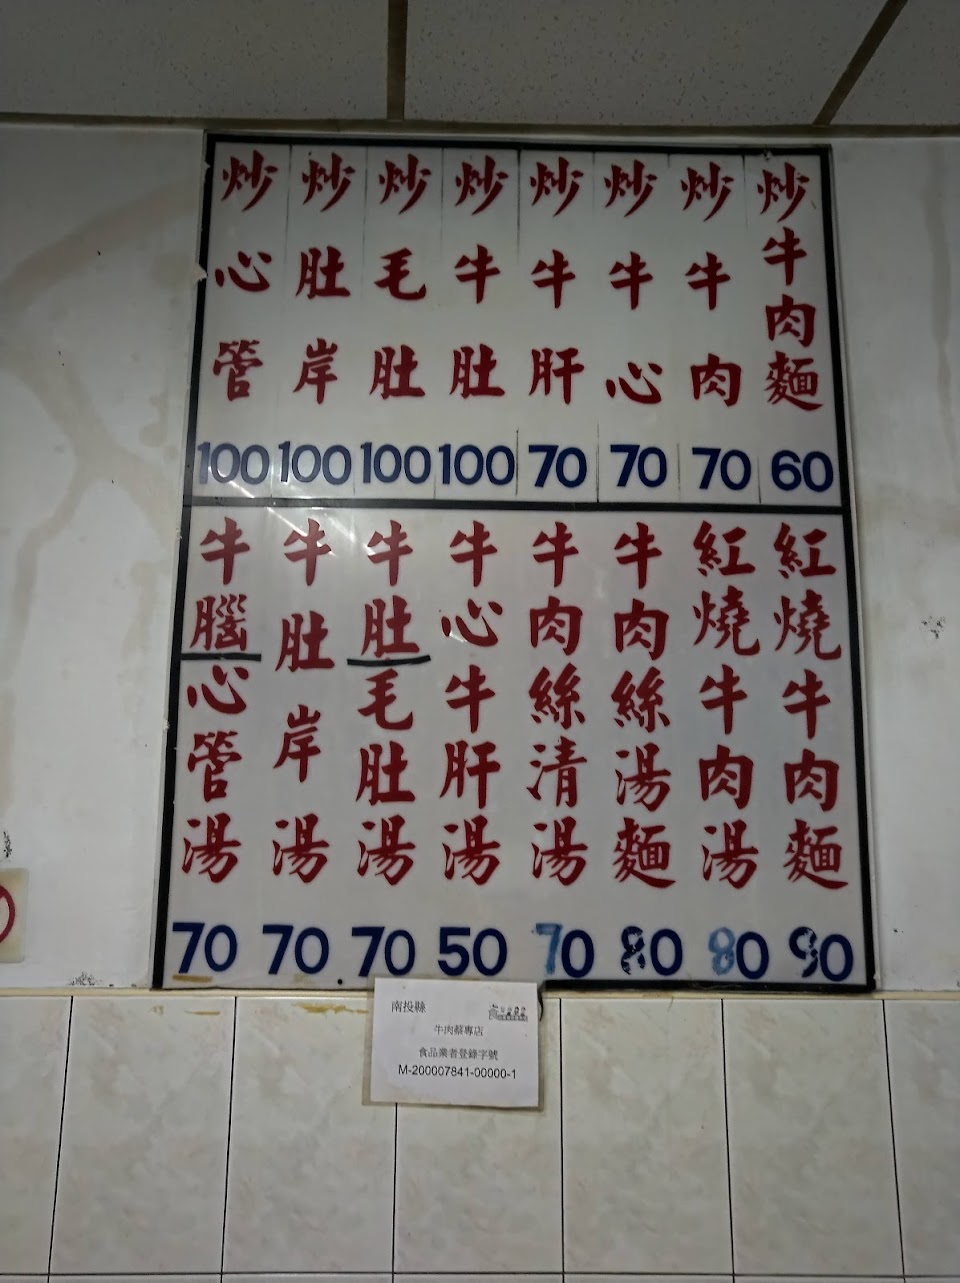 炒牛肉麵 60
炒牛肉 70
炒牛心 70
炒牛肝 70
炒牛肚 100
炒毛肚 100
炒肚岸 100
炒心管 100
紅燒牛肉麵 90
紅燒牛肉湯 80
牛肉絲湯麵 80
牛肉絲清湯 70
牛心牛肝湯 50
牛肚毛肚湯 70
牛肚岸湯 70
牛腦心管湯 70
南投縣
牛肉蔡專店
食品業者登錄字號
M-200007841-00000-1